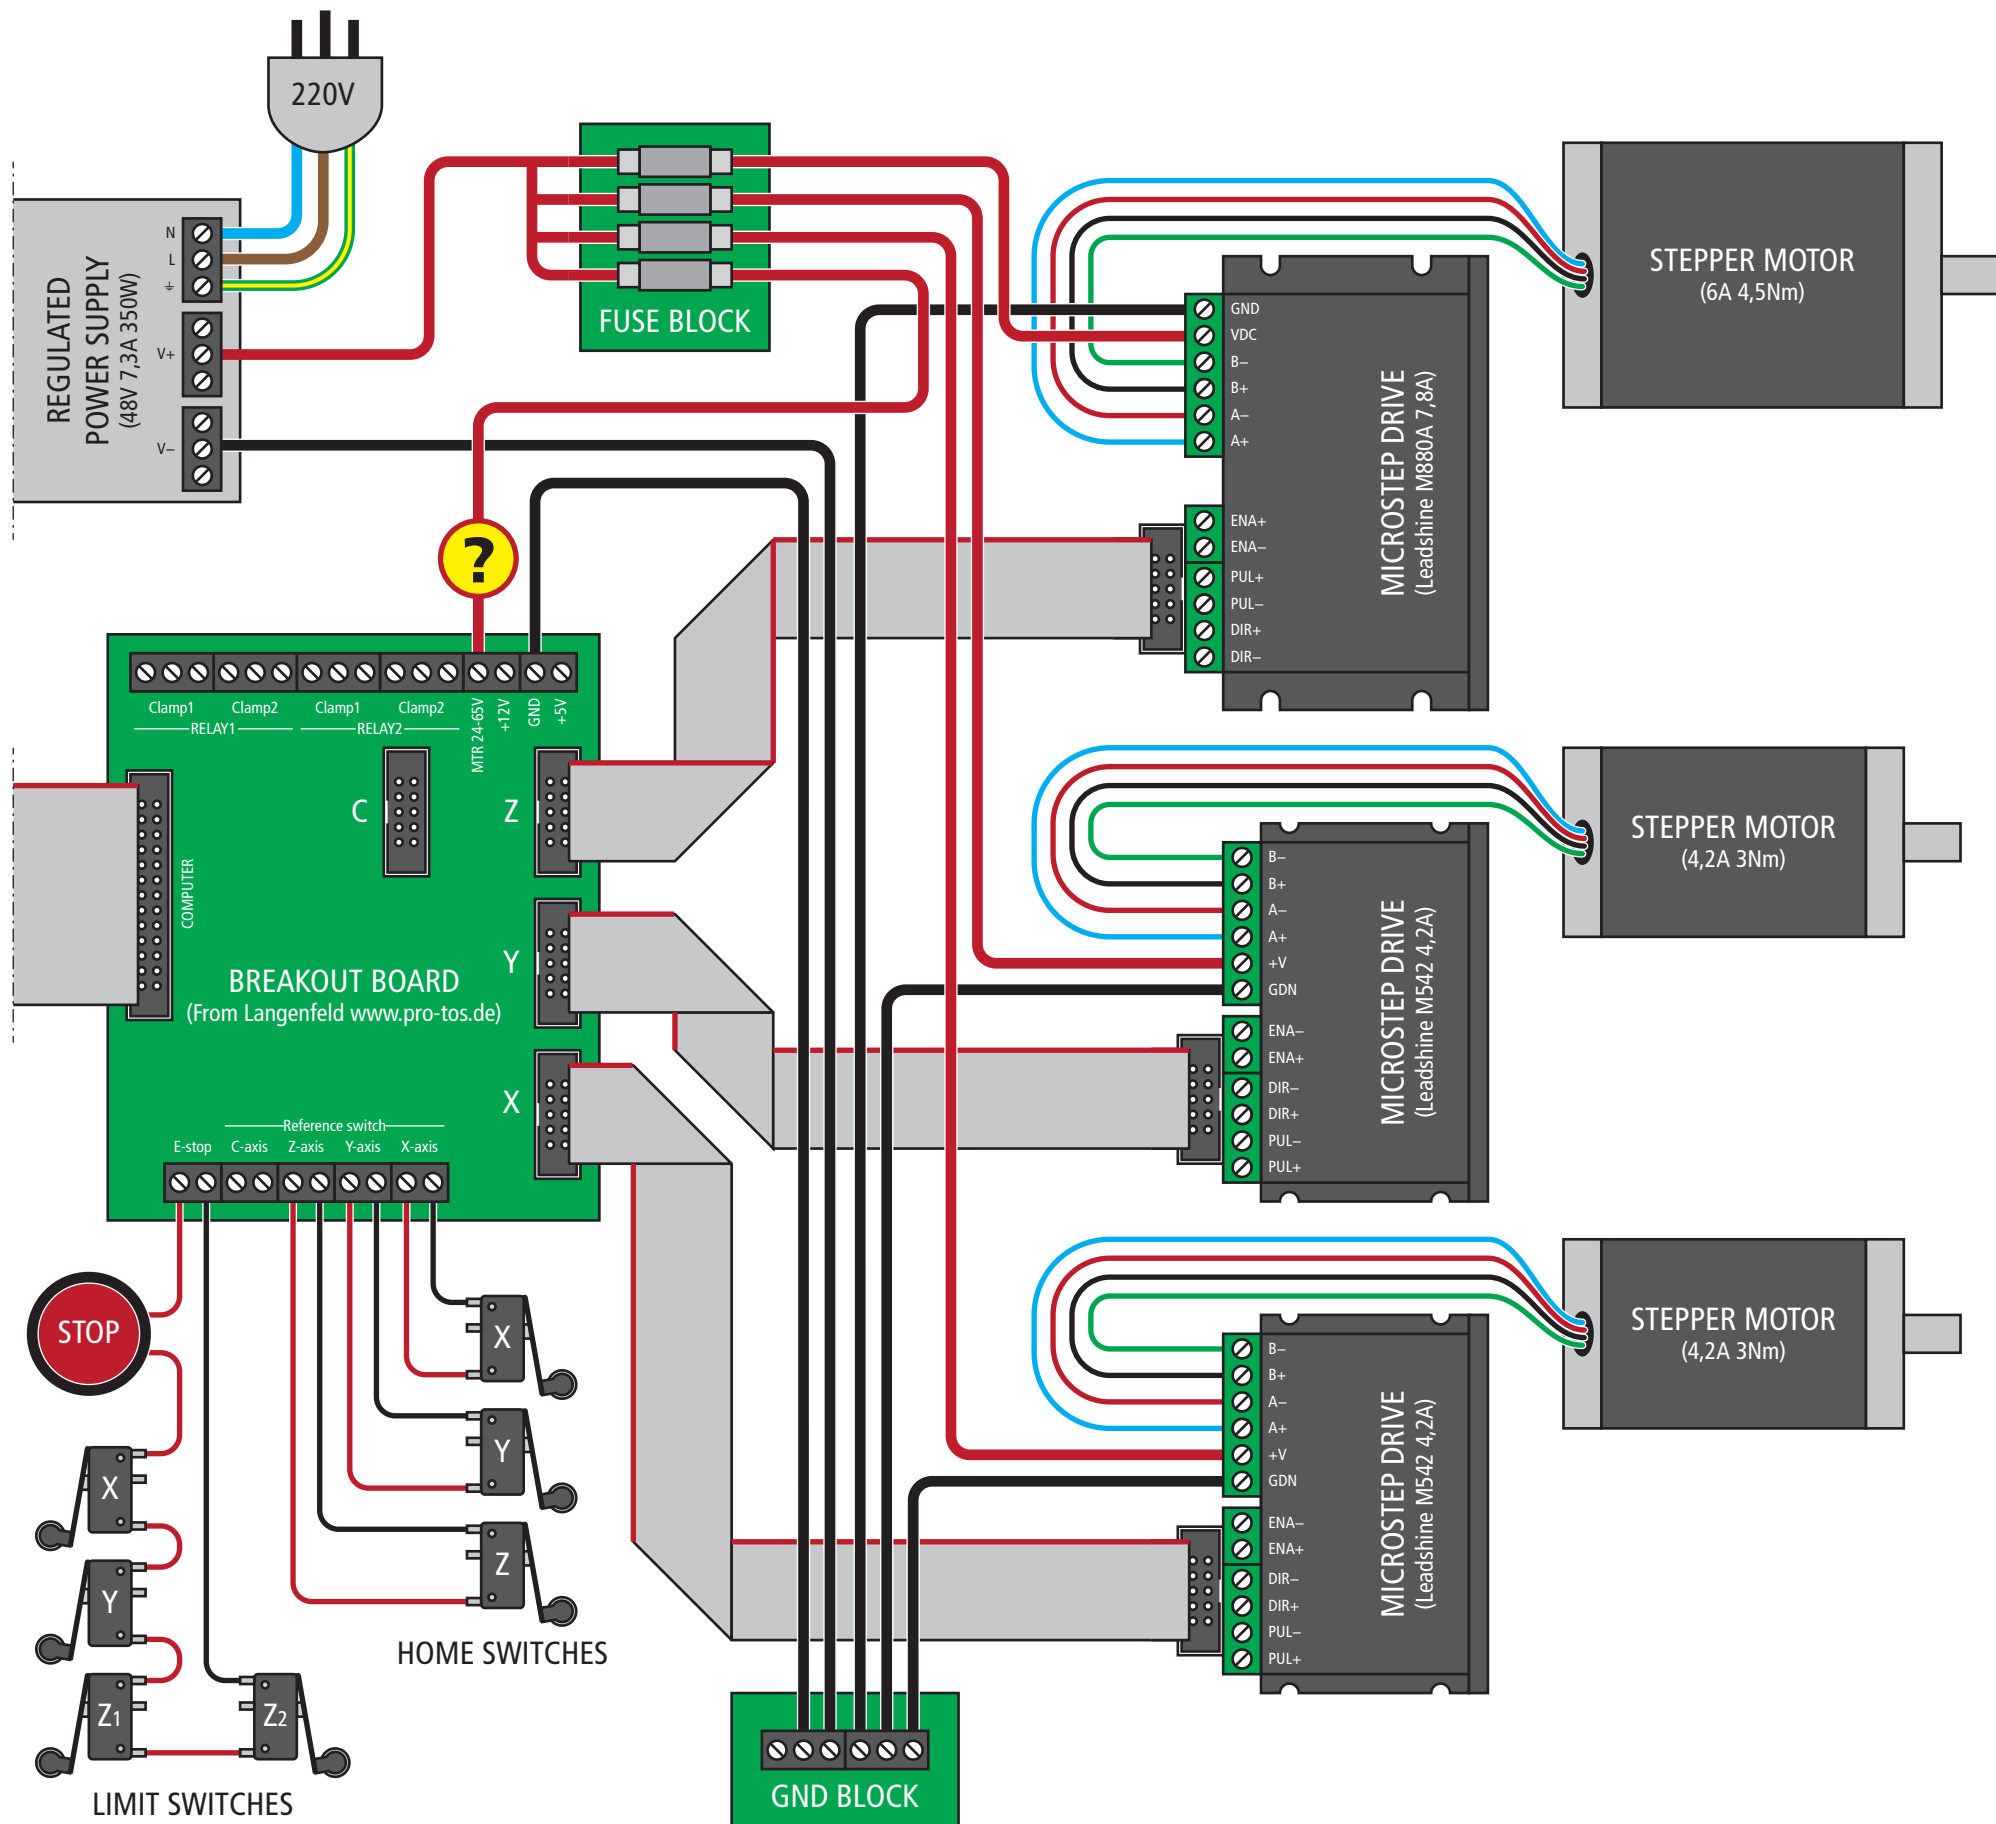 220V
REGULATED
POWER SUPPLY
(48V 7,3A 350W)
N
L
V+
V–
FUSE BLOCK
?
STEPPER MOTOR
(6A 4,5Nm)
GND
VDC
B–
B+
A–
A+
ENA+
ENA–
PUL+
PUL–
DIR+
DIR–
MICROSTEP DRIVE
(Leadshine M880A 7,8A)
Clamp1
Clamp2
Clamp1
Clamp2
RELAY1
RELAY2
MTR 24-65V
+12V
GND
+5V
C
Z
Y
X
COMPUTER
BREAKOUT BOARD
(From Langenfeld www.pro-tos.de)
Reference switch
E-stop
C-axis
Z-axis
Y-axis
X-axis
STEPPER MOTOR
(4,2A 3Nm)
B–
B+
A–
A+
+V
GDN
ENA–
ENA+
DIR–
DIR+
PUL–
PUL+
MICROSTEP DRIVE
(Leadshine M542 4,2A)
STEPPER MOTOR
(4,2A 3Nm)
B–
B+
A–
A+
+V
GDN
ENA–
ENA+
DIR–
DIR+
PUL–
PUL+
MICROSTEP DRIVE
(Leadshine M542 4,2A)
STOP
X
Y
Z
HOME SWITCHES
X
Y
Z1
Z2
LIMIT SWITCHES
GND BLOCK